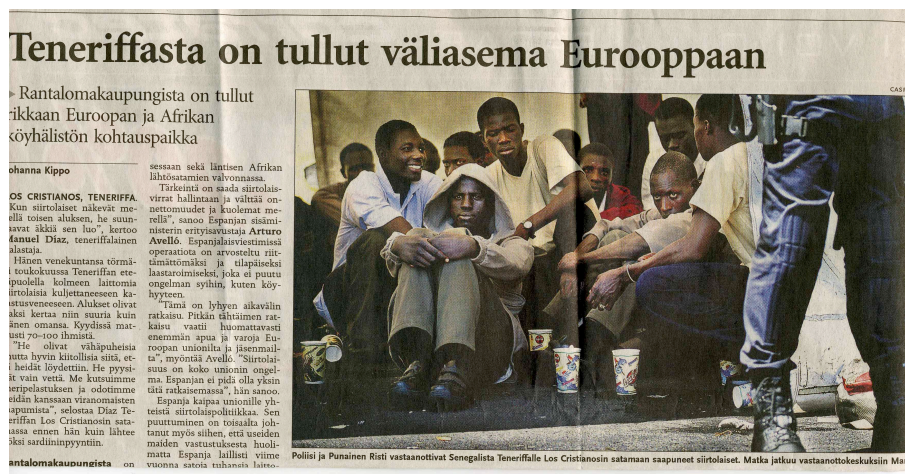 Teneriffasta on tullut väliasema Eurooppaan
Rantalomakaupungista on tullut
rikkaan Euroopan ja Afrikan
köyhälistön kohtauspaikka
ohanna Kippo
OS CRISTIANOS, TENERIFFA.
"Kun siirtolaiset näkevät me-
ellä toisen aluksen, he suun-
aavat äkkiä sen luo", kertoo
Manuel Díaz, teneriffalainen
alastaja.
Hänen venekuntansa törmä-
i toukokuussa Teneriffan ete-
äpuolella kolmeen laittomia
iirtolaisia kuljettaneeseen ka-
astusveneeseen. Alukset olivat
aksi kertaa niin suuria kuin
änen omansa. Kyydissä mat-
usti 70–100 ihmistä.
"He olivat vähäpuheisia
utta hyvin kiitollisia siitä, et-
ä heidät löydettiin. He pyysi-
ät vain vettä. Me kutsuimme
eripelastuksen ja odotimme
eidän kanssaan viranomaisten
apumista", selostaa Díaz Te-
eriffan Los Cristianosin sata-
assa ennen kuin lähtee
öksi sardiininpyyntiin.
antalomakaupungista on
sessaan sekä läntisen Afrikan
lähtösatamien valvonnassa.
Tärkeintä on saada siirtolais-
virrat hallintaan ja välttää on-
nettomuudet ja kuolemat me-
rellä", sanoo Espanjan sisämi-
nisterin erityisavustaja Arturo
Avelló. Espanjalaisviestimissä
operaatiota on arvosteltu riit-
tämättömäksi ja tilapäiseksi
laastaroimiseksi, joka ei puutu
ongelman syihin, kuten köy-
hyyteen.
"Tämä on lyhyen aikavälin
ratkaisu. Pitkän tähtäimen rat-
kaisu vaatii huomattavasti
enemmän apua ja varoja Eu-
roopan unionilta ja jäsenmail-
ta", myöntää Avelló. "Siirtolai-
suus on koko unionin ongel-
ma. Espanjan ei pidä olla yksin
tätä ratkaisemassa", hän sanoo.
Espanja kaipaa unionille yh-
teistä siirtolaispolitiikkaa. Sen
puuttuminen on toisaalta joh-
tanut myös siihen, että useiden
maiden vastustuksesta huoli-
matta Espanja laillisti viime
vuonna satoja tuhansia laitto-
Poliisi ja Punainen Risti vastaanottivat Senegalista Teneriffalle Los Cristianosin satamaan saapuneet siirtolaiset. Matka jatkuu vastaanottokeskuksiin